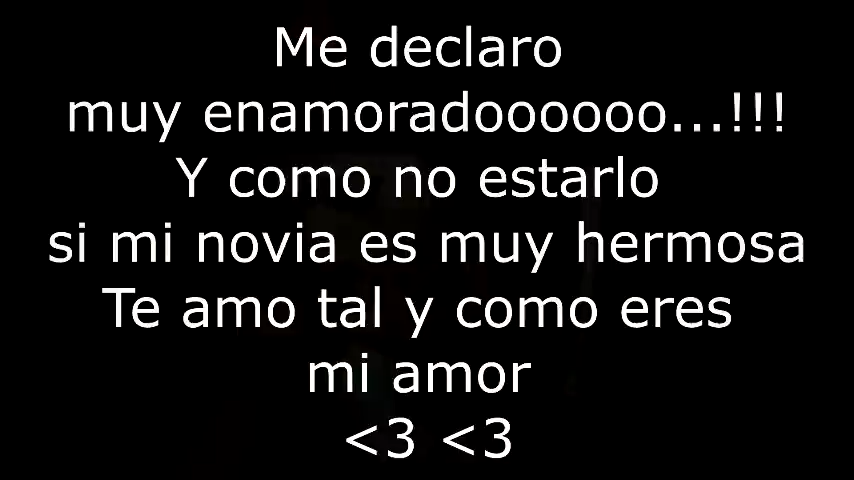 Me declaro
muy enamoradoooooo...!!!
Y como no estarlo
si mi novia es muy hermosa
Te amo tal y como eres
mi amor
<3 <3